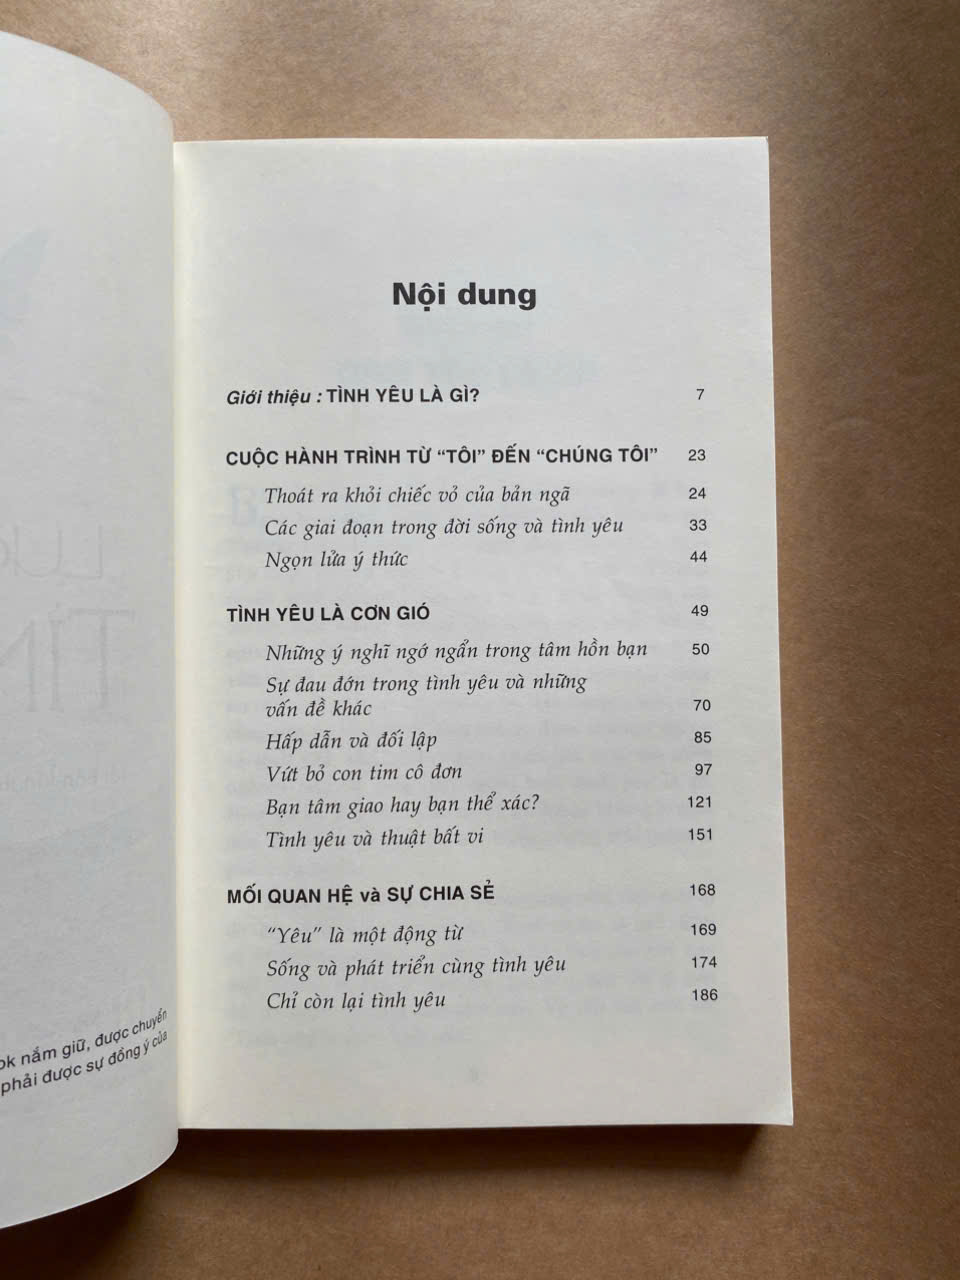 Nội dung
Giới thiệu : TÌNH YÊU LÀ GÌ? 7
CUỘC HÀNH TRÌNH TỪ “TÔI” ĐẾN “CHÚNG TÔI” 23
Thoát ra khỏi chiếc vỏ của bản ngã 24
Các giai đoạn trong đời sống và tình yêu 33
Ngọn lửa ý thức 44
TÌNH YÊU LÀ CƠN GIÓ 49
Những ý nghĩ ngớ ngẩn trong tâm hồn bạn 50
Sự đau đớn trong tình yêu và những
vấn đề khác 70
Hấp dẫn và đối lập 85
Vứt bỏ con tim cô đơn 97
Bạn tâm giao hay bạn thể xác? 121
Tình yêu và thuật bất vi 151
MỐI QUAN HỆ và SỰ CHIA SẺ 168
“Yêu” là một động từ 169
Sống và phát triển cùng tình yêu 174
Chỉ còn lại tình yêu 186
nắm giữ, được chuyển
phải được sự đồng ý của